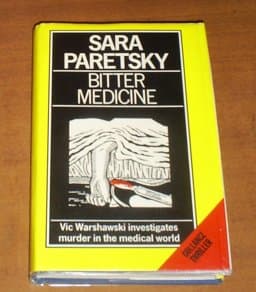 SARA
PARETSKY
BITTER
MEDICINE
Vic Warshawski investigates
murder in the medical world
GOLLANCZ
THRILLER